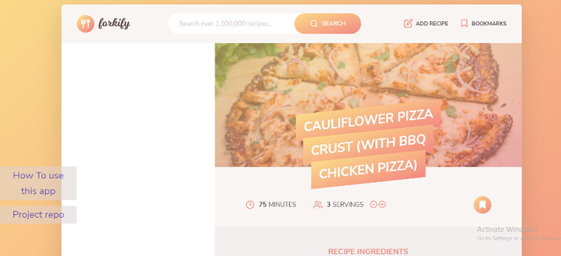 forkify
Search over 1,000,000 recipes...
SEARCH
ADD RECIPE
BOOKMARKS
CAULIFLOWER PIZZA
CRUST (WITH BBQ
CHICKEN PIZZA)
How To use
this app
Project repo
75 MINUTES
3 SERVINGS
Activate Windows
Go to Settings to activate Windows.
RECIPE INGREDIENTS